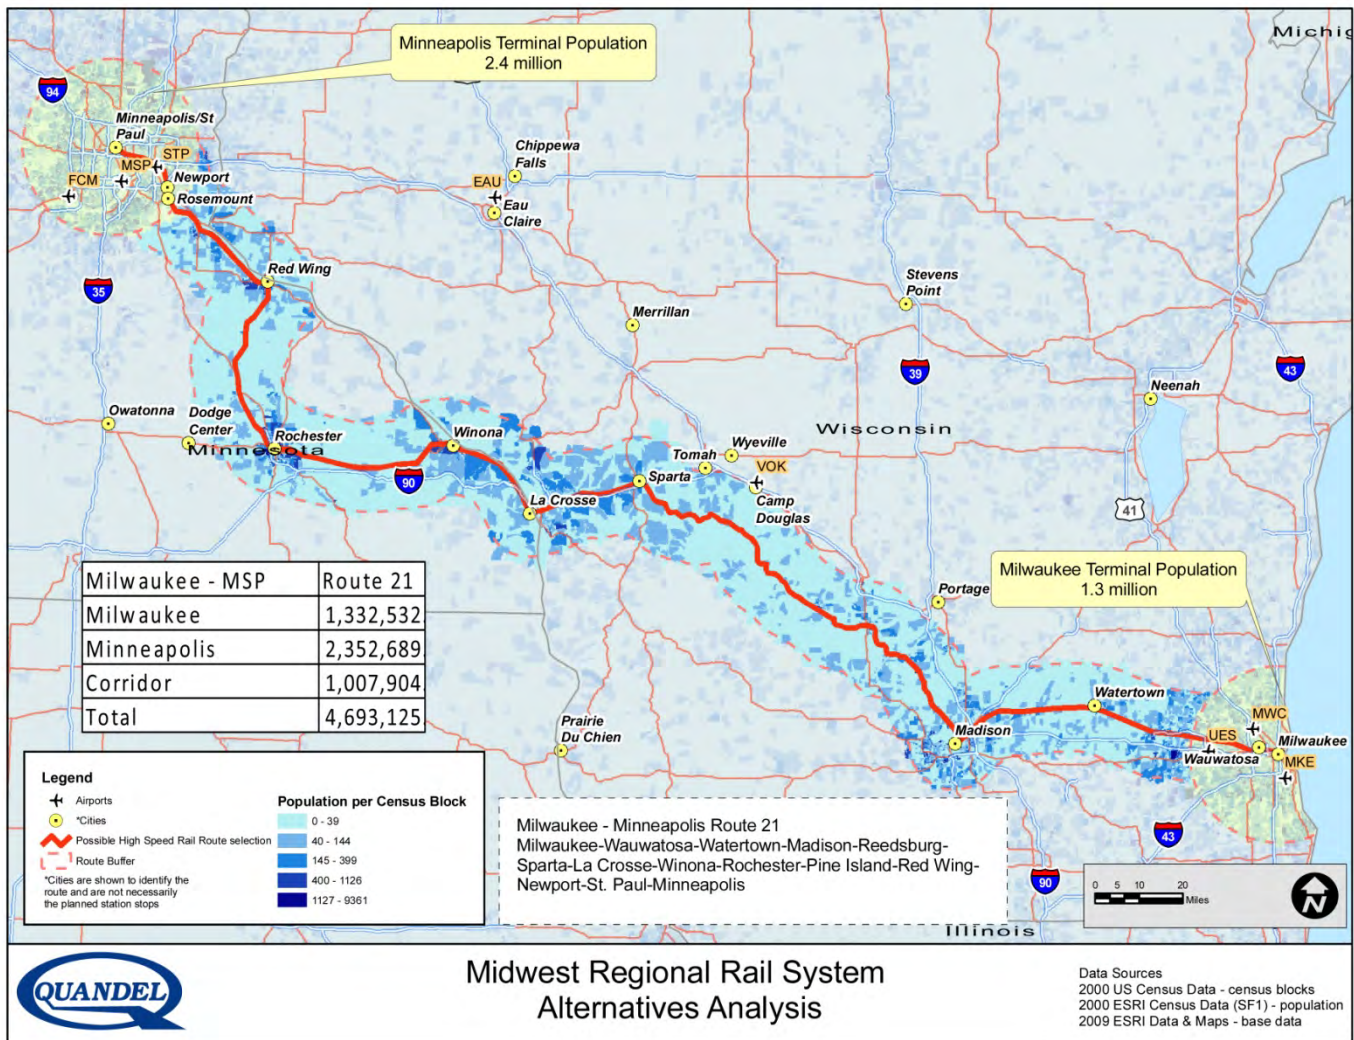 Michig
Minneapolis Terminal Population
2.4 million
94
Minneapolis/St
Paul
STP
MSP
FCM
Newport
Rosemount
Chippewa
Falls
EAU
Eau
Claire
35
Red Wing
Stevens
Point
Merrillan
39
43
Neenah
Owatonna
Dodge
Center
Rochester
Minnesota
Winona
90
Wisconsin
Wyeville
Tomah
VOK
Sparta
Camp
Douglas
La Crosse
41
Milwaukee Terminal Population
1.3 million
Portage
Milwaukee - MSP Route 21
Milwaukee 1,332,532
Minneapolis 2,352,689
Corridor 1,007,904
Total 4,693,125
Watertown
MWC
UES
Milwaukee
Wauwatosa
MKE
Madison
Prairie
Du Chien
43
90
Illinois
Legend
Airports
*Cities
Possible High Speed Rail Route selection
Route Buffer
*Cities are shown to identify the
route and are not necessarily
the planned station stops
Population per Census Block
0 - 39
40 - 144
145 - 399
400 - 1126
1127 - 9361
Milwaukee - Minneapolis Route 21
Milwaukee-Wauwatosa-Watertown-Madison-Reedsburg-
Sparta-La Crosse-Winona-Rochester-Pine Island-Red Wing-
Newport-St. Paul-Minneapolis
0 5 10 20
Miles
N
QUANDEL
Midwest Regional Rail System
Alternatives Analysis
Data Sources
2000 US Census Data - census blocks
2000 ESRI Census Data (SF1) - population
2009 ESRI Data & Maps - base data